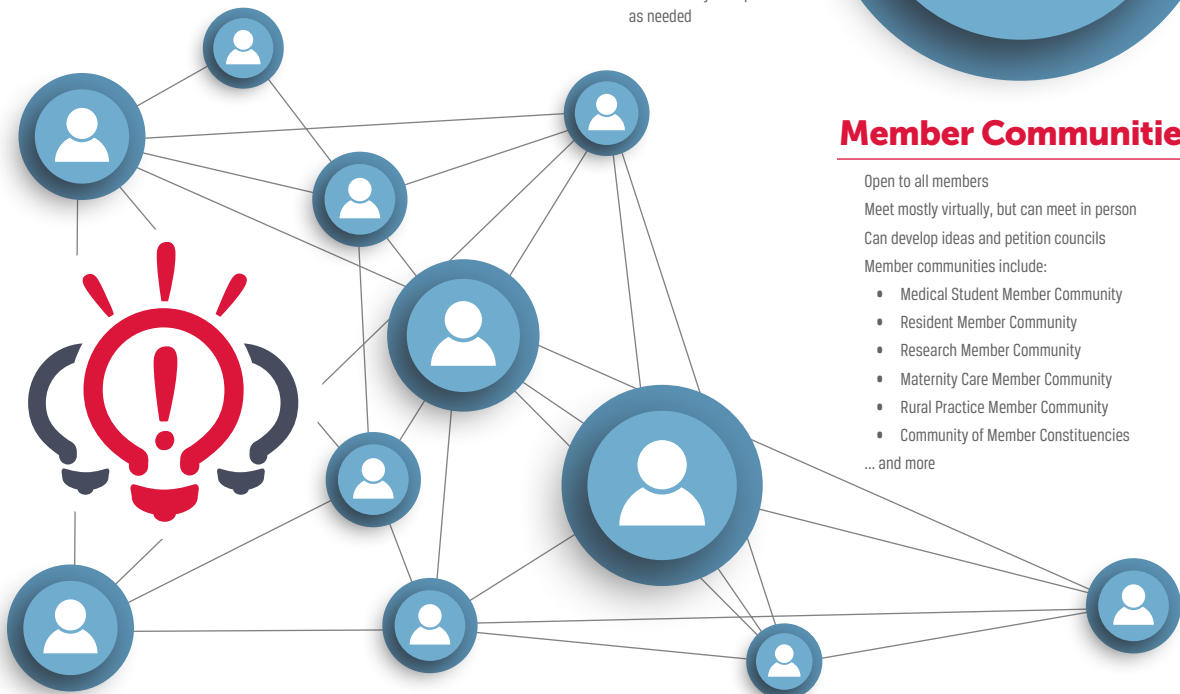 as needed
Member Communitie
Open to all members
Meet mostly virtually, but can meet in person
Can develop ideas and petition councils
Member communities include:
• Medical Student Member Community
• Resident Member Community
• Research Member Community
• Maternity Care Member Community
• Rural Practice Member Community
• Community of Member Constituencies
... and more